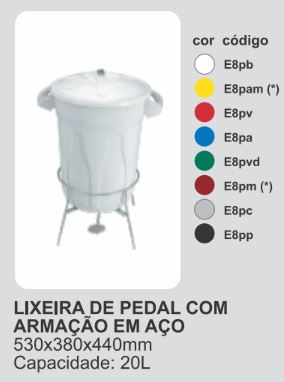 cor código
E8pb
E8pam (*)
E8pv
E8pa
E8pvd
E8pm (*)
E8pc
E8pp
LIXEIRA DE PEDAL COM
ARMAÇÃO EM AÇO
530x380x440mm
Capacidade: 20L